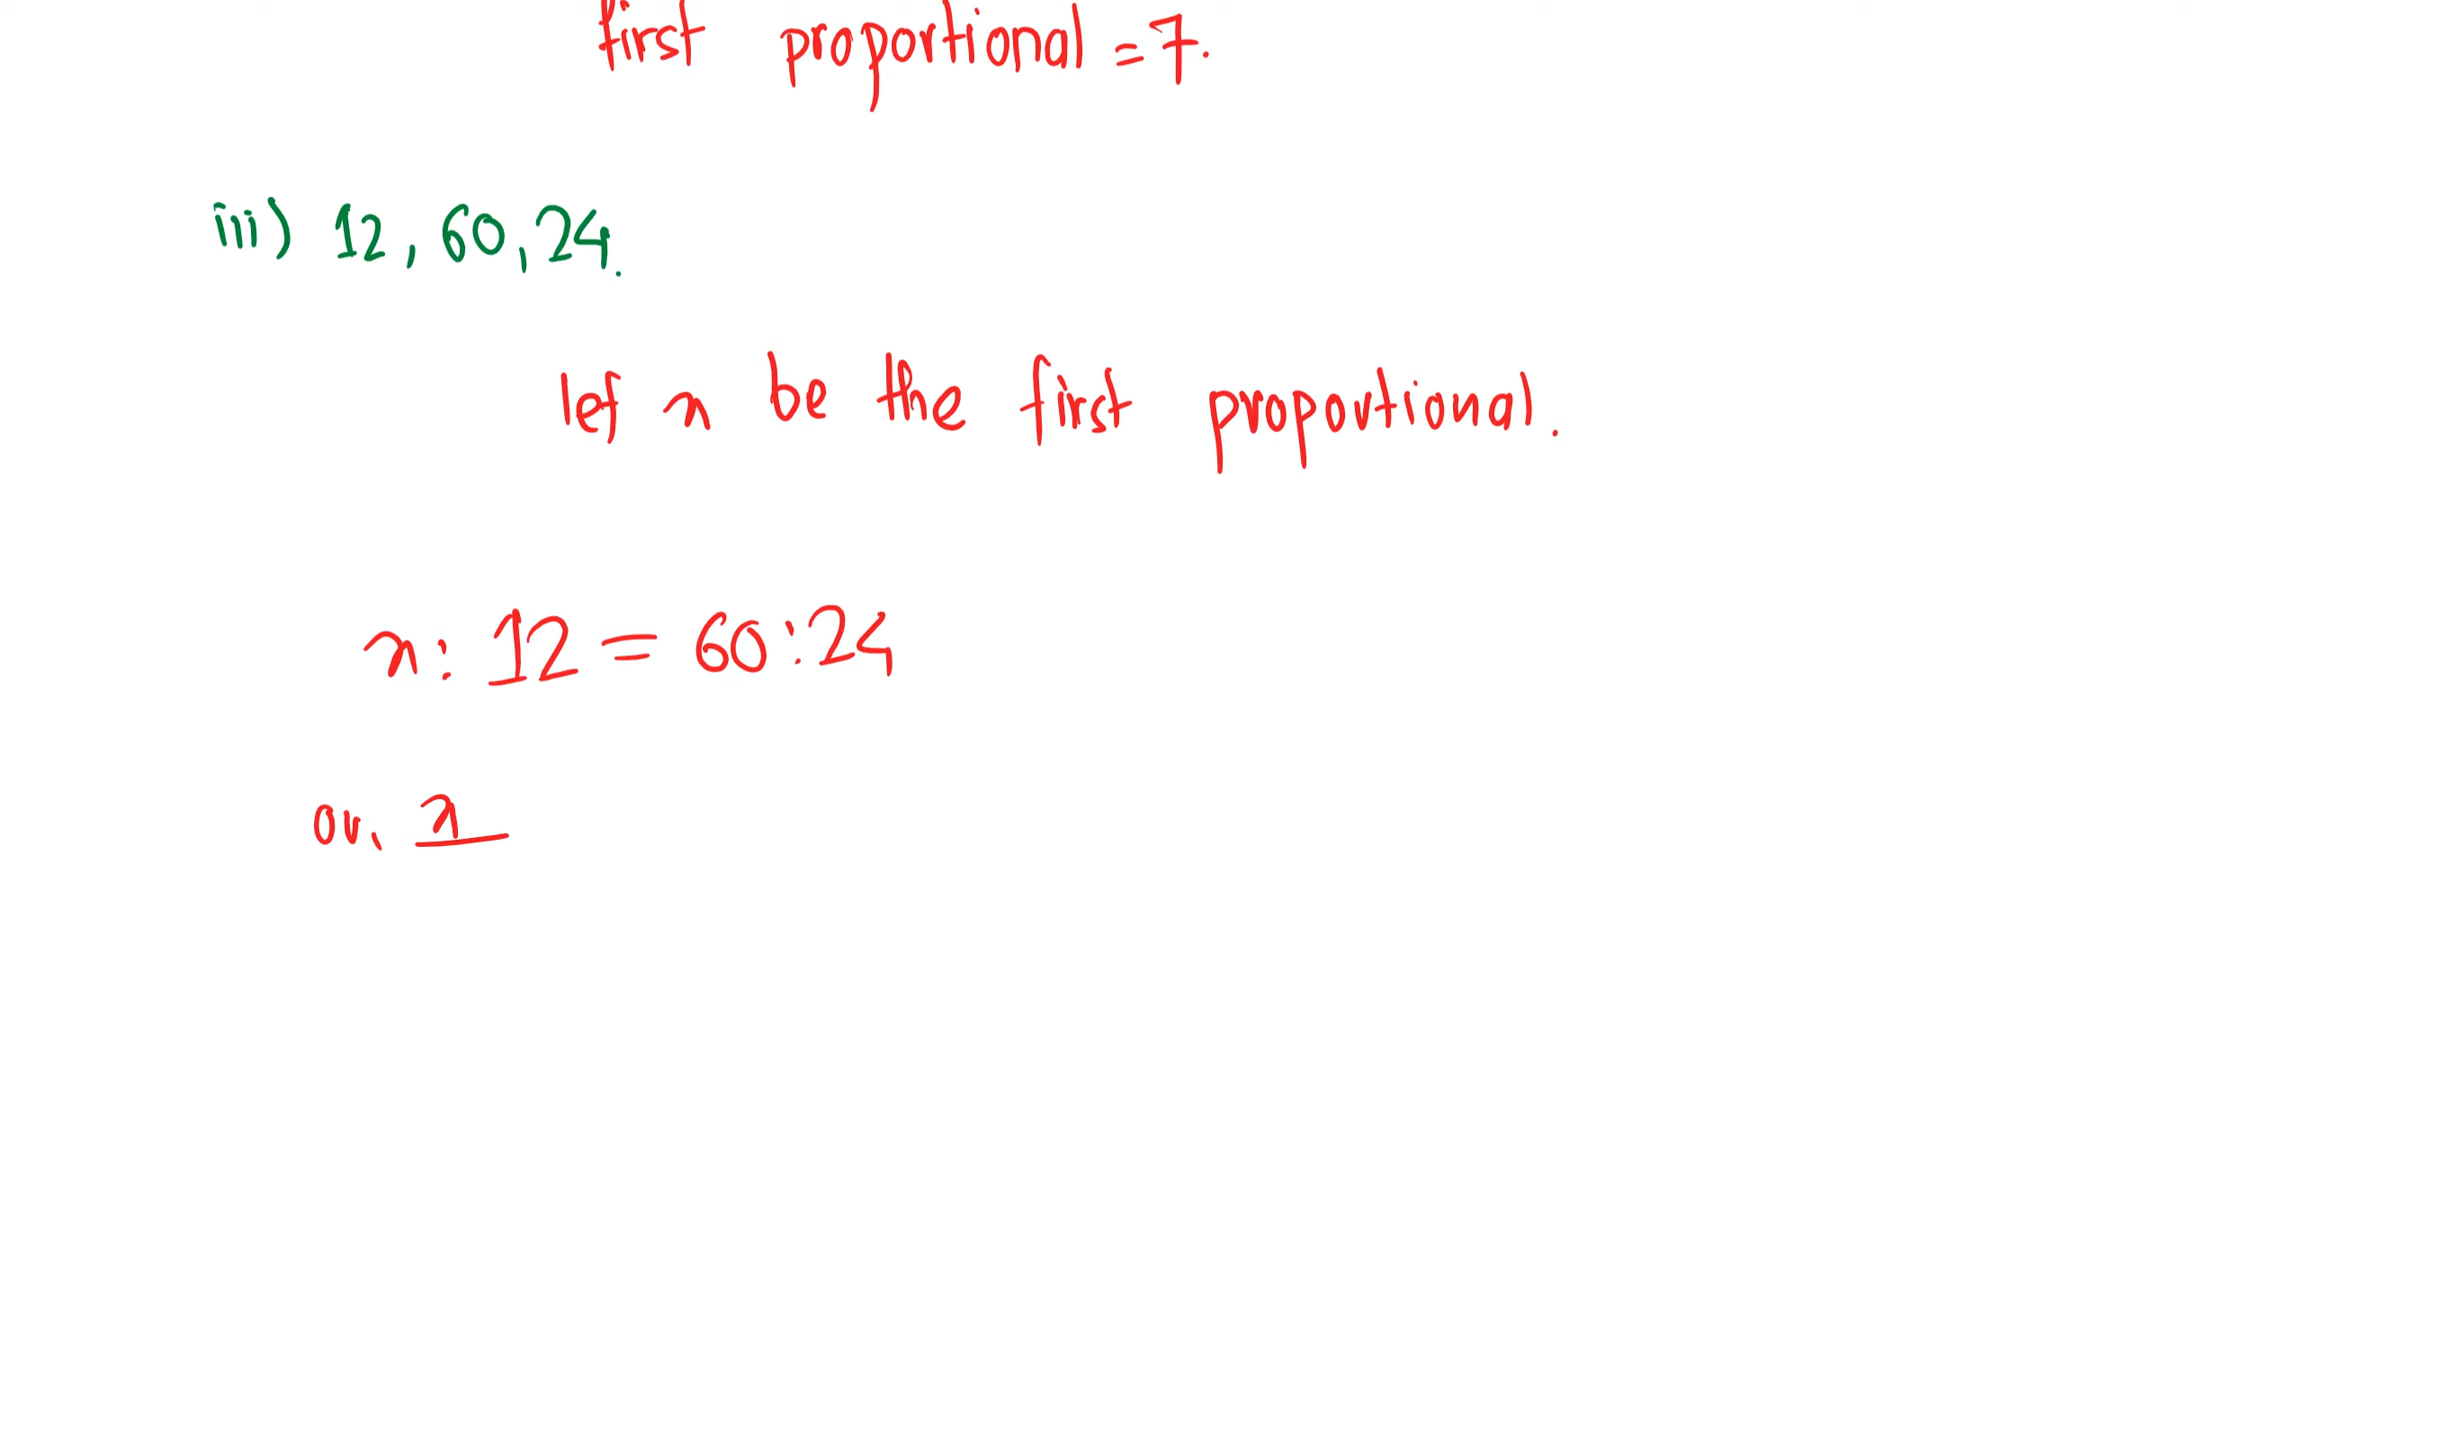 first proportional = 7.
iii) 12, 60, 24.
let x be the first proportional.
x : 12 = 60 : 24
or, x